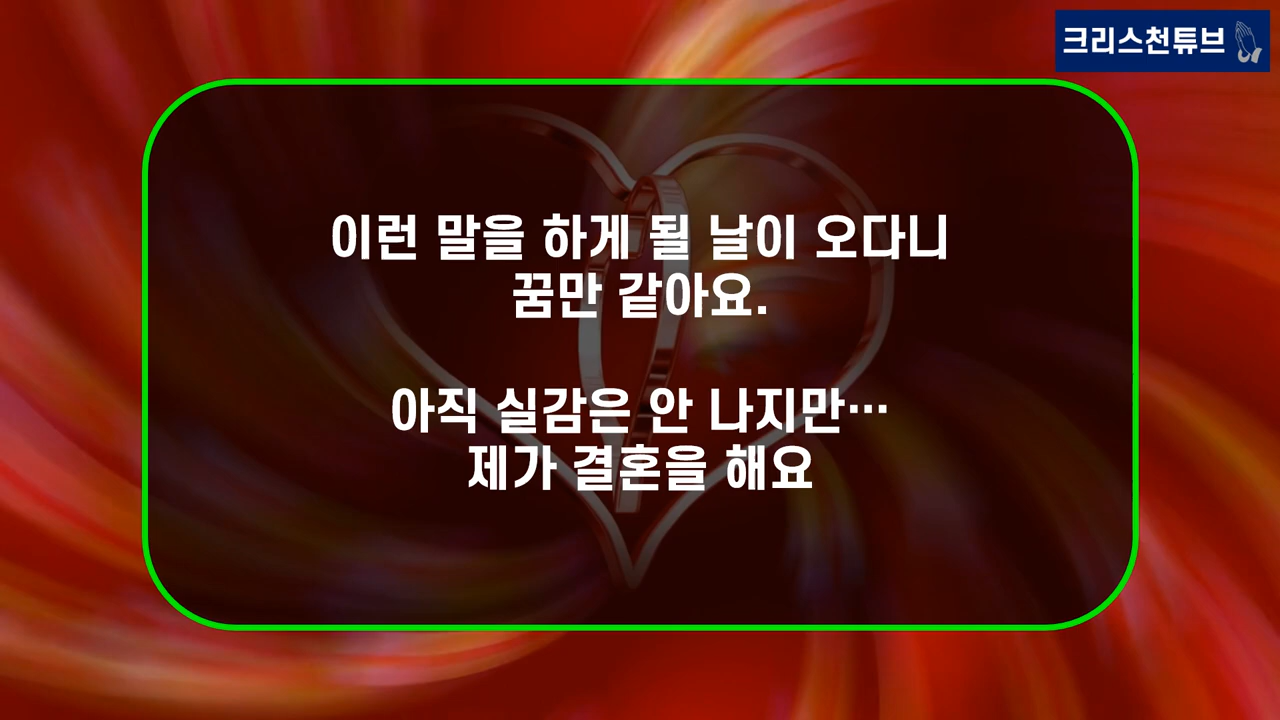 크리스천튜브
이런 말을 하게 될 날이 오다니
꿈만 같아요.
아직 실감은 안 나지만…
제가 결혼을 해요